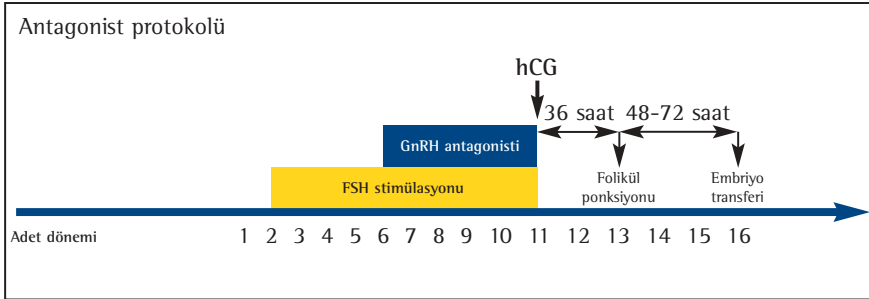 Antagonist protokolü
hCG
36 saat 48-72 saat
GnRH antagonisti
FSH stimülasyonu
Folikül
ponksiyonu
Embriyo
transferi
Adet dönemi 1 2 3 4 5 6 7 8 9 10 11 12 13 14 15 16